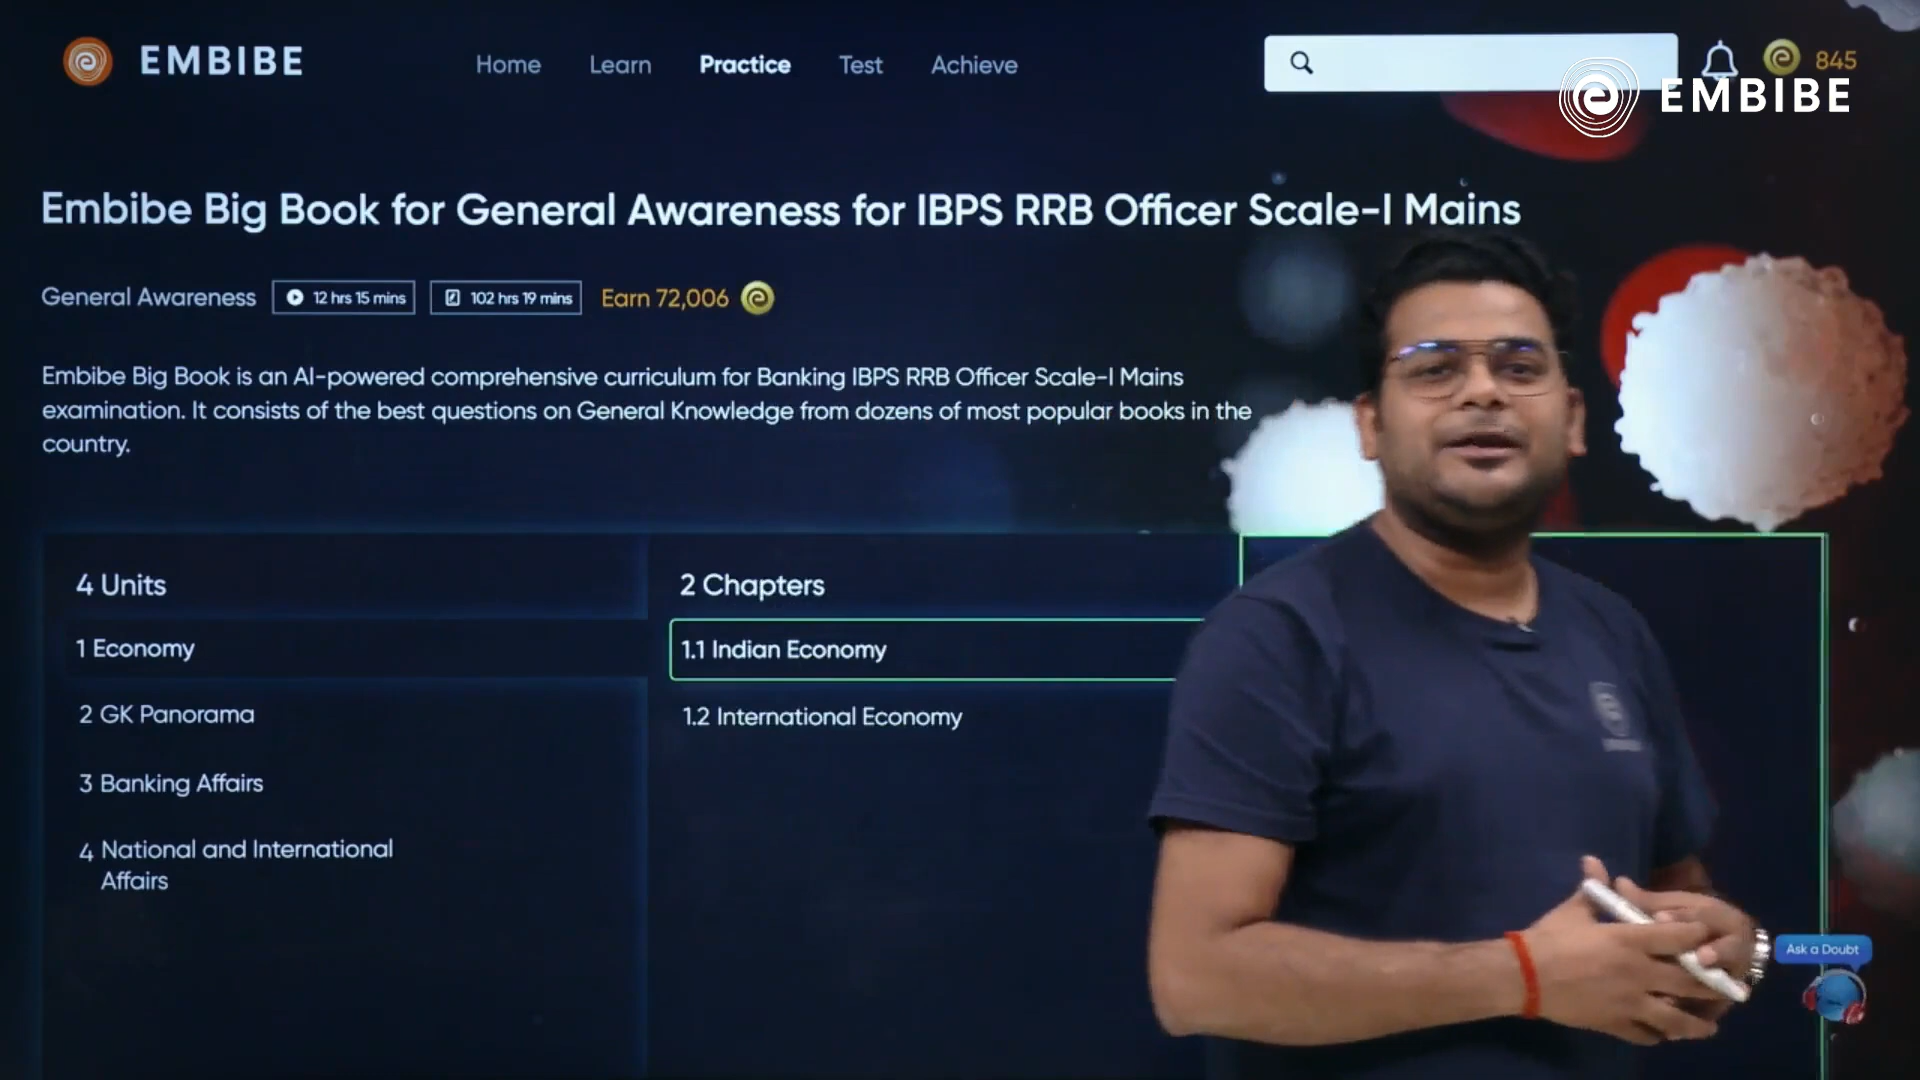 EMBIBE
Home Learn Practice Test Achieve
845
EMBIBE
Embibe Big Book for General Awareness for IBPS RRB Officer Scale-I Mains
General Awareness 12 hrs 15 mins 102 hrs 19 mins Earn 72,006
Embibe Big Book is an AI-powered comprehensive curriculum for Banking IBPS RRB Officer Scale-I Mains
examination. It consists of the best questions on General Knowledge from dozens of most popular books in the
country.
4 Units
1 Economy
2 GK Panorama
3 Banking Affairs
4 National and International
Affairs
2 Chapters
1.1 Indian Economy
1.2 International Economy
Ask a Doubt